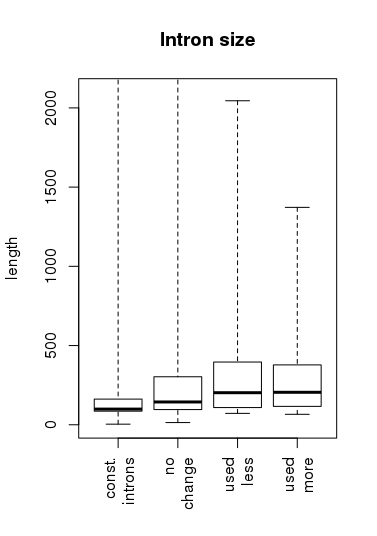 Intron size
length
2000
1500
1000
500
0
const.
introns
no
change
used
less
used
more